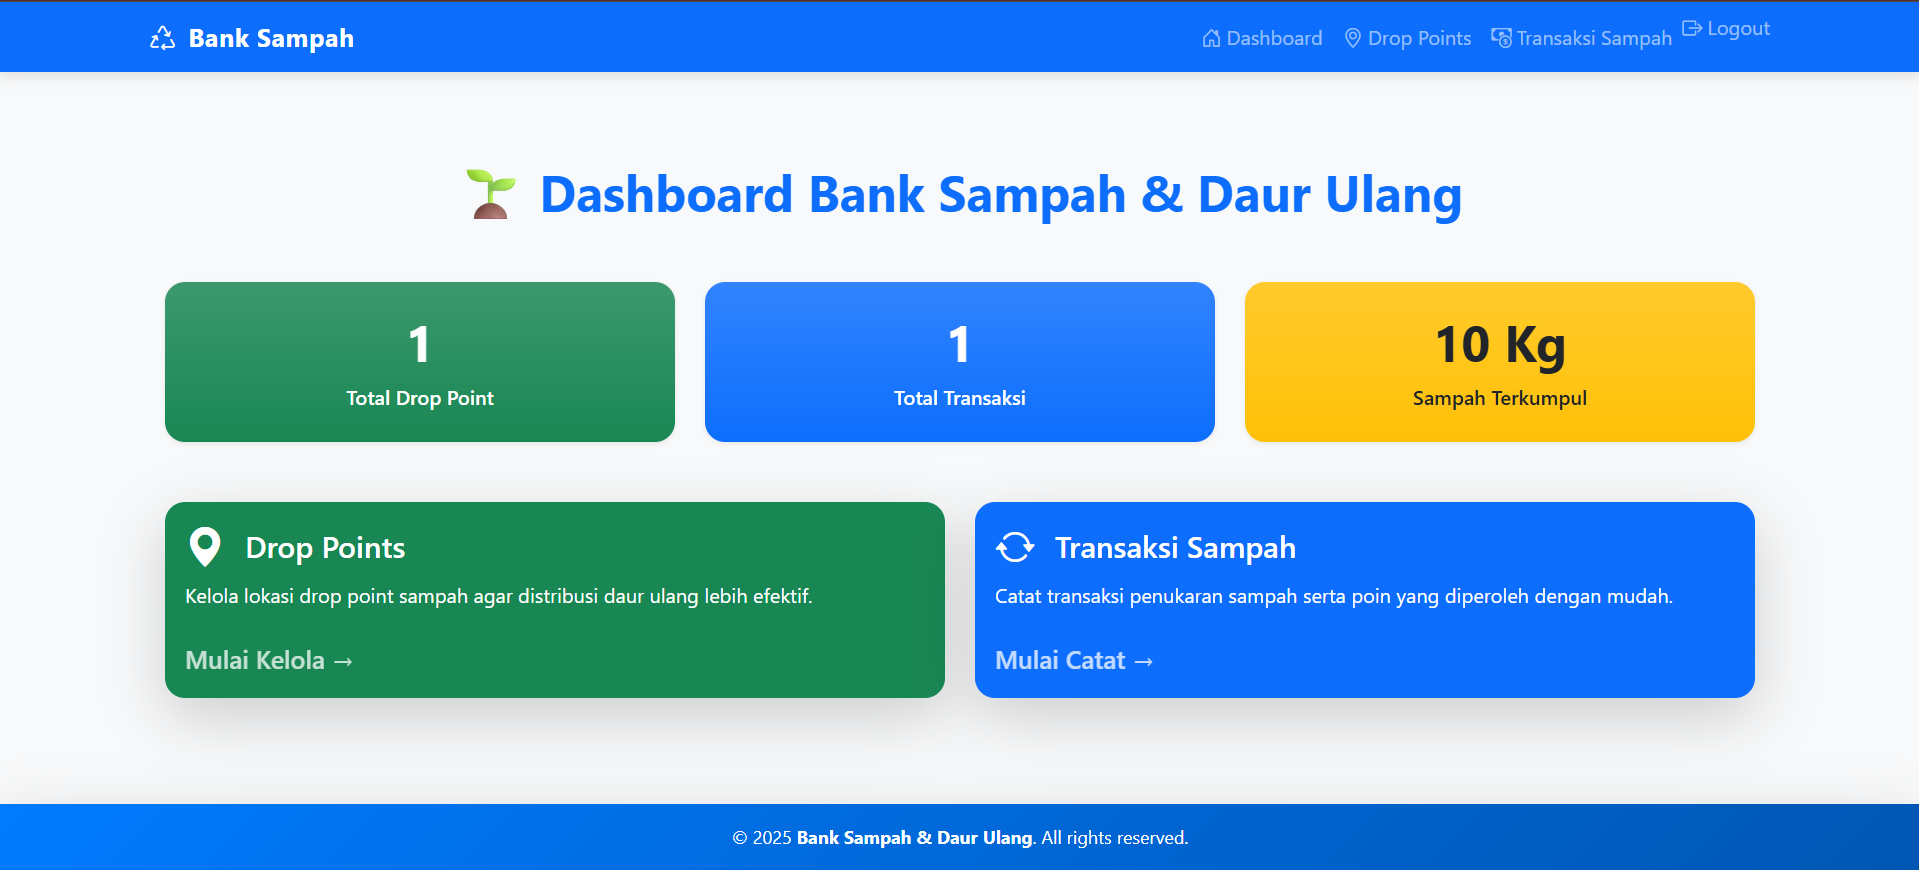 Bank Sampah
Dashboard
Drop Points
Transaksi Sampah
Logout
Dashboard Bank Sampah & Daur Ulang
1
Total Drop Point
1
Total Transaksi
10 Kg
Sampah Terkumpul
Drop Points
Kelola lokasi drop point sampah agar distribusi daur ulang lebih efektif.
Mulai Kelola →
Transaksi Sampah
Catat transaksi penukaran sampah serta poin yang diperoleh dengan mudah.
Mulai Catat →
© 2025 Bank Sampah & Daur Ulang. All rights reserved.